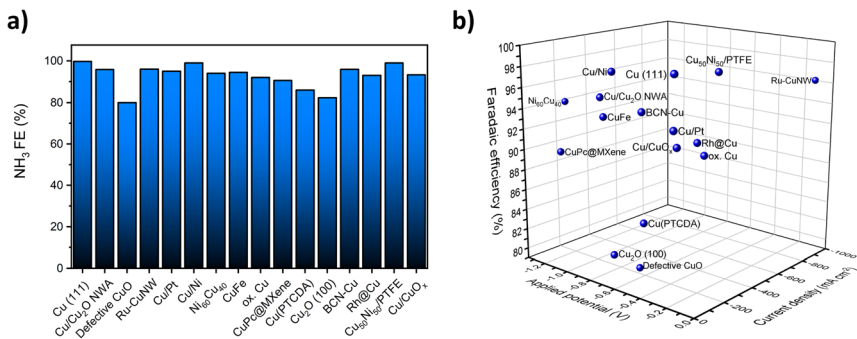 a)
NH₃ FE (%)
100
80
60
40
20
0
Cu (111)
Cu/Cu₂O NWA
Defective CuO
Ru-CuNW
Cu/Pt
Cu/Ni
Ni₆₀Cu₄₀
CuFe
ox. Cu
CuPc@MXene
Cu(PTCDA)
Cu₂O (100)
BCN-Cu
Rh@Cu
Cu₅₀Ni₅₀/PTFE
Cu/CuOₓ
b)
Faradaic efficiency (%)
100
98
96
94
92
90
88
86
84
82
80
Cu₅₀Ni₅₀/PTFE
Cu/Ni
Cu (111)
Ru-CuNW
Ni₆₀Cu₄₀
Cu/Cu₂O NWA
CuFe
BCN-Cu
Cu/Pt
CuPc@MXene
Cu/CuOₓ
Rh@Cu
ox. Cu
Cu(PTCDA)
Cu₂O (100)
Defective CuO
-1.2
-1.0
-0.8
-0.6
-0.4
-0.2
0.0
Applied potential (V)
0
-200
-400
-600
-800
-1000
Current density (mA cm⁻²)